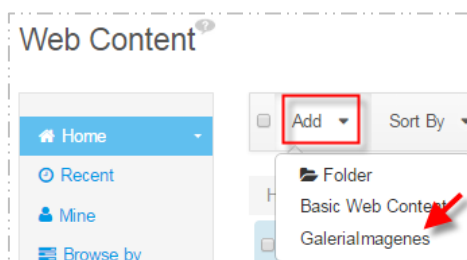 Web Content
Home
Add
Sort By
Recent
Folder
Mine
Basic Web Content
GaleriaImagenes
Browse by